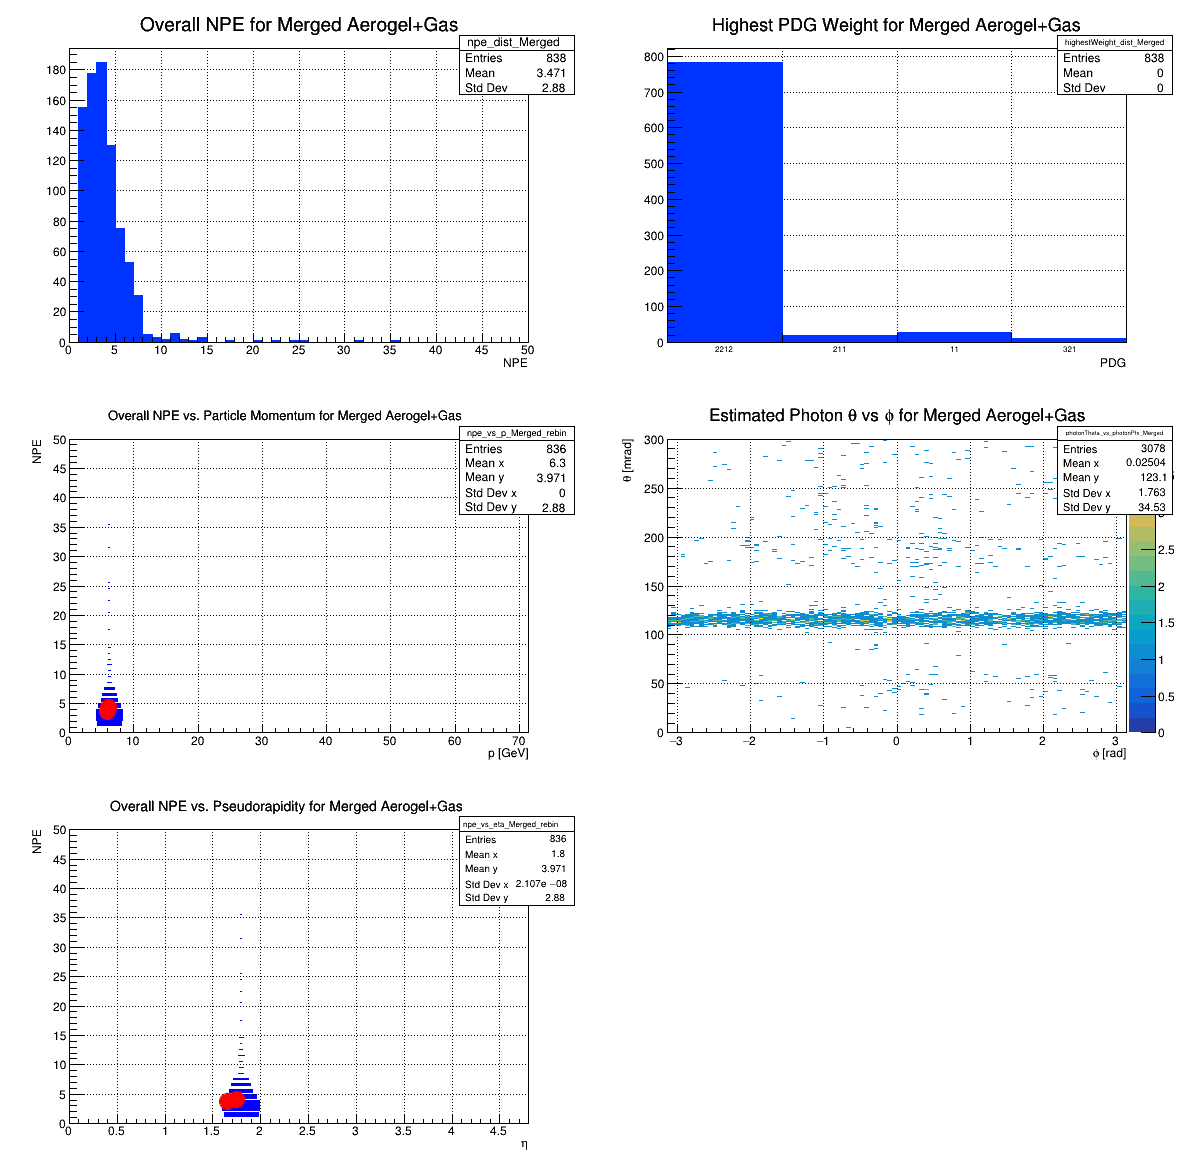 Overall NPE for Merged Aerogel+Gas
npe_dist_Merged
Entries 838
Mean 3.471
Std Dev 2.88
180
160
140
120
100
80
60
40
20
0
0 5 10 15 20 25 30 35 40 45 50
NPE
Highest PDG Weight for Merged Aerogel+Gas
highestWeight_dist_Merged
Entries 838
Mean 0
Std Dev 0
800
700
600
500
400
300
200
100
0
2212 211 11 321
PDG
Overall NPE vs. Particle Momentum for Merged Aerogel+Gas
npe_vs_p_Merged_rebin
Entries 836
Mean x 6.3
Mean y 3.971
Std Dev x 0
Std Dev y 2.88
NPE
50
45
40
35
30
25
20
15
10
5
0
0 10 20 30 40 50 60 70
p [GeV]
Estimated Photon θ vs ϕ for Merged Aerogel+Gas
photonTheta_vs_photonPhi_Merged
Entries 3078
Mean x 0.02504
Mean y 123.1
Std Dev x 1.763
Std Dev y 34.53
θ [mrad]
300
250
200
150
100
50
0
−3 −2 −1 0 1 2 3
ϕ [rad]
2.5
2
1.5
1
0.5
0
Overall NPE vs. Pseudorapidity for Merged Aerogel+Gas
npe_vs_eta_Merged_rebin
Entries 836
Mean x 1.8
Mean y 3.971
Std Dev x 2.107e −08
Std Dev y 2.88
NPE
50
45
40
35
30
25
20
15
10
5
0
0 0.5 1 1.5 2 2.5 3 3.5 4 4.5
η